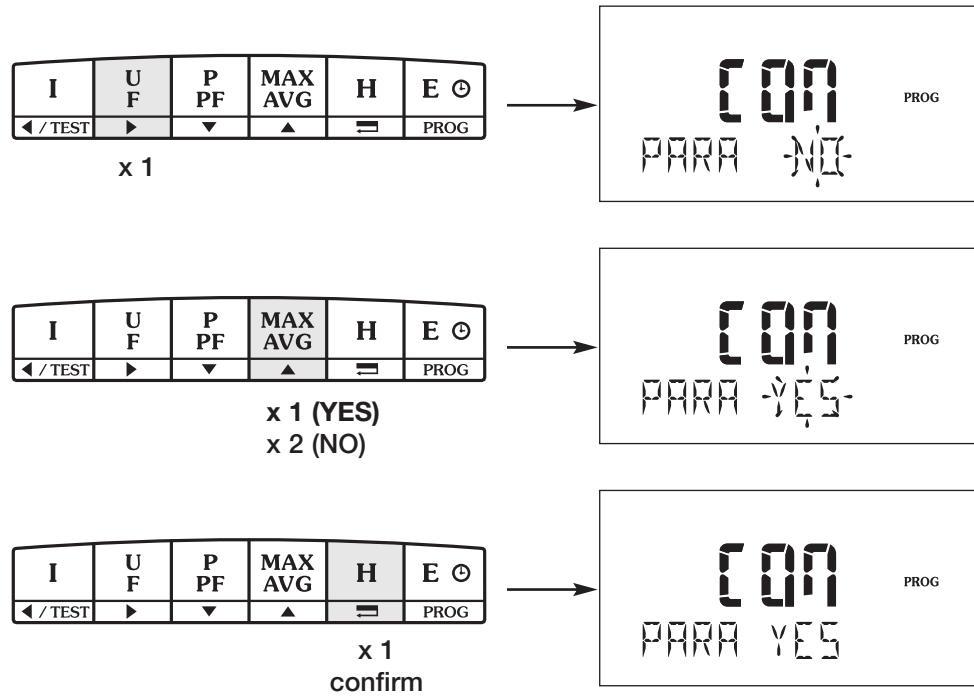 I U F P PF MAX AVG H E
◀ / TEST ▶ ▼ ▲ PROG
x 1
COM PROG
PARA NO
I U F P PF MAX AVG H E
◀ / TEST ▶ ▼ ▲ PROG
x 1 (YES)
x 2 (NO)
COM PROG
PARA YES
I U F P PF MAX AVG H E
◀ / TEST ▶ ▼ ▲ PROG
x 1
confirm
COM PROG
PARA YES